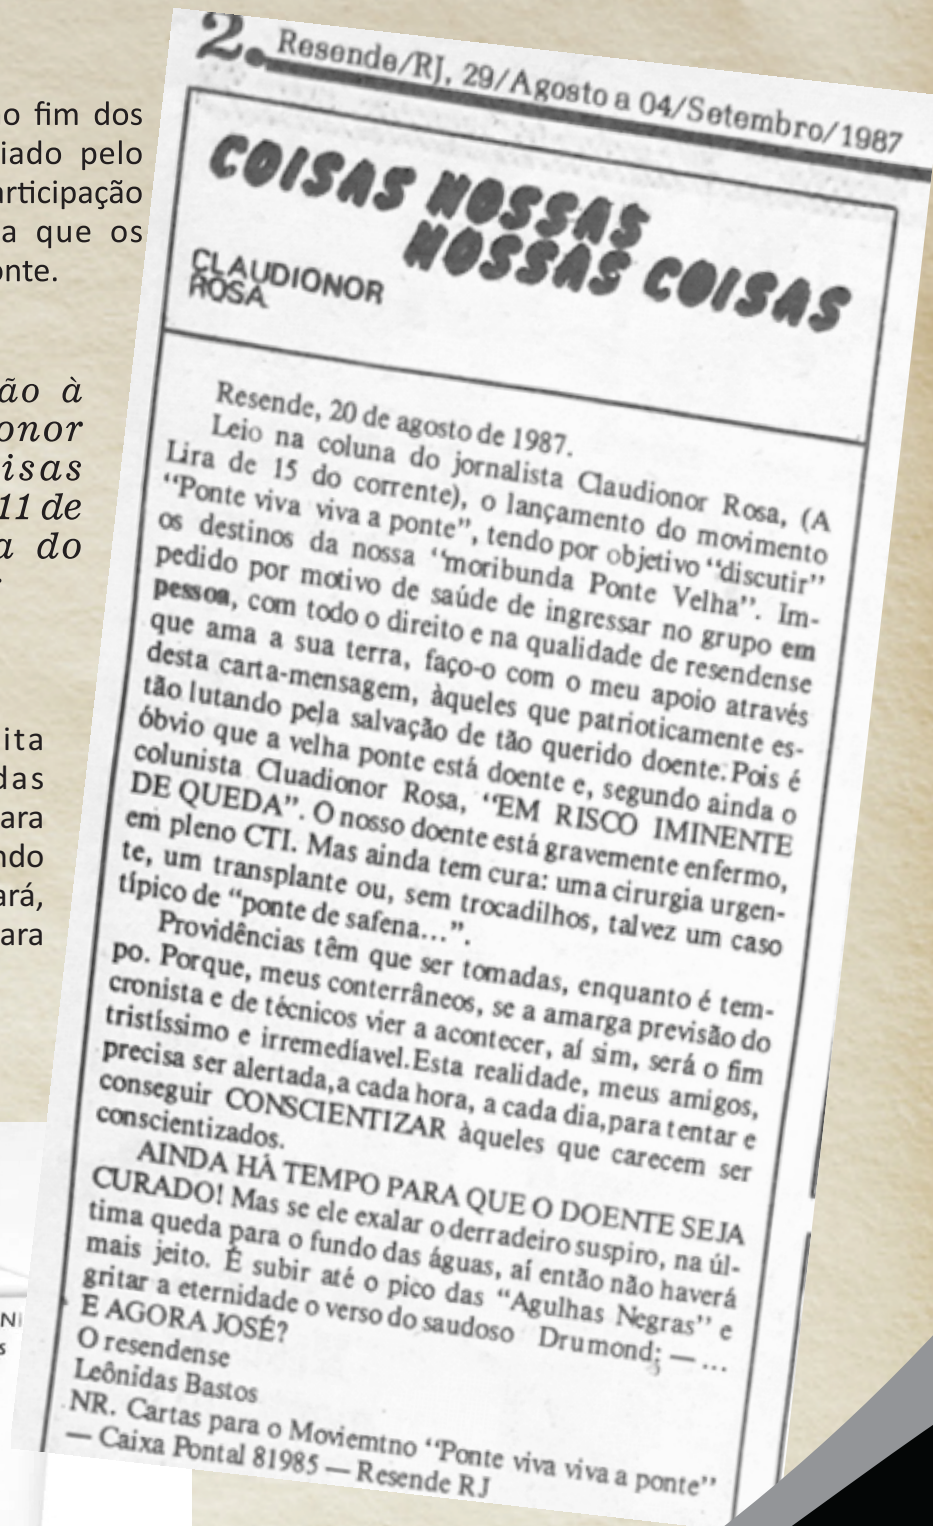 o fim dos
iado pelo
articipação
a que os
onte.
ão à
onor
isas
11 de
a do
ita
das
ara
ndo
ará,
ara
2. Resende/RJ, 29/Agosto a 04/Setembro/1987
COISAS NOSSAS
NOSSAS COISAS
CLAUDIONOR
ROSA
Resende, 20 de agosto de 1987.
Leio na coluna do jornalista Claudionor Rosa, (A
Lira de 15 do corrente), o lançamento do movimento
"Ponte viva viva a ponte", tendo por objetivo "discutir"
os destinos da nossa "moribunda Ponte Velha". Im-
pedido por motivo de saúde de ingressar no grupo em
pessoa, com todo o direito e na qualidade de resendense
que ama a sua terra, faço-o com o meu apoio através
desta carta-mensagem, àqueles que patrioticamente es-
tão lutando pela salvação de tão querido doente. Pois é
óbvio que a velha ponte está doente e, segundo ainda o
colunista Cluadionor Rosa, "EM RISCO IMINENTE
DE QUEDA". O nosso doente está gravemente enfermo,
em pleno CTI. Mas ainda tem cura: uma cirurgia urgen-
te, um transplante ou, sem trocadilhos, talvez um caso
típico de "ponte de safena...".
Providências têm que ser tomadas, enquanto é tem-
po. Porque, meus conterrâneos, se a amarga previsão do
cronista e de técnicos vier a acontecer, aí sim, será o fim
tristíssimo e irremedíavel. Esta realidade, meus amigos,
precisa ser alertada, a cada hora, a cada dia, para tentar e
conseguir CONSCIENTIZAR àqueles que carecem ser
conscientizados.
AINDA HÁ TEMPO PARA QUE O DOENTE SEJA
CURADO! Mas se ele exalar o derradeiro suspiro, na úl-
tima queda para o fundo das águas, aí então não haverá
mais jeito. É subir até o pico das "Agulhas Negras" e
gritar a eternidade o verso do saudoso Drumond; — ...
E AGORA JOSÉ?
O resendense
Leônidas Bastos
NR. Cartas para o Moviemtno "Ponte viva viva a ponte"
— Caixa Pontal 81985 — Resende RJ